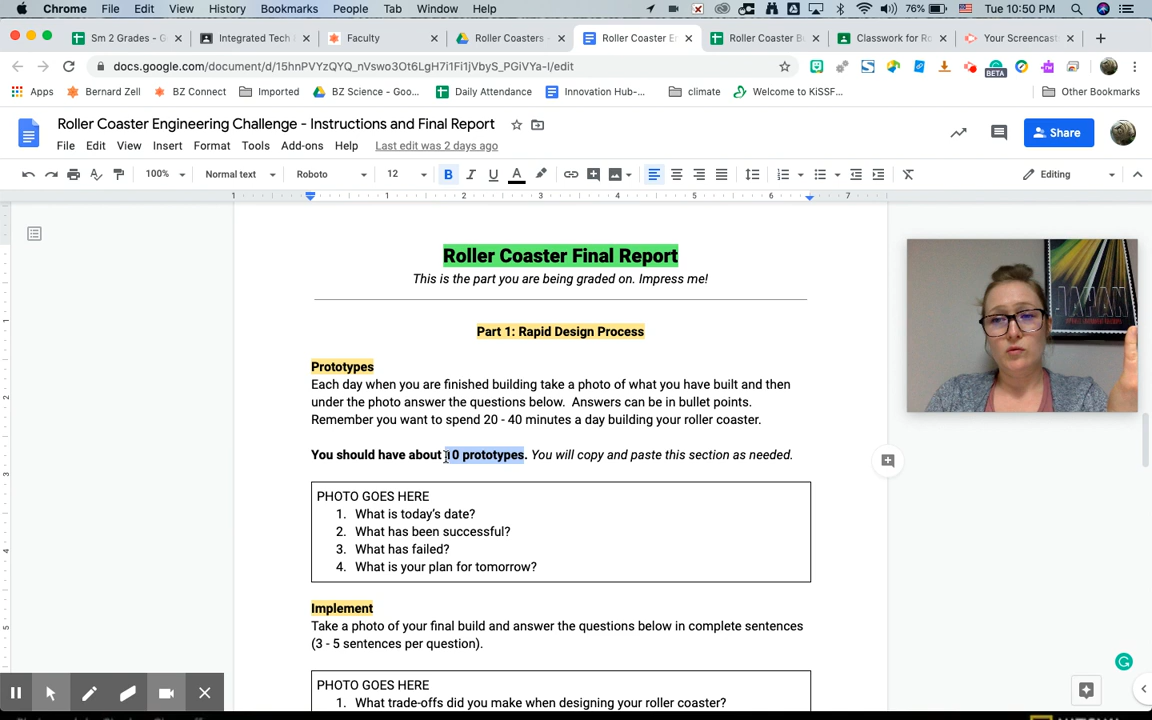 Chrome File Edit View History Bookmarks People Tab Window Help 76% Tue 10:50 PM
Sm 2 Grades - G
Integrated Tech
Faculty
Roller Coasters -
Roller Coaster E
Roller Coaster B
Classwork for Ro
Your Screencast
docs.google.com/document/d/15hnPVYzQYQ_nVswo3Ot6LgH7i1Fi1jVbyS_PGiVYa-I/edit
BETA
Apps Bernard Zell BZ Connect Imported BZ Science - Goo... Daily Attendance Innovation Hub-... climate Welcome to KiSSF... Other Bookmarks
Roller Coaster Engineering Challenge - Instructions and Final Report
Share
File Edit View Insert Format Tools Add-ons Help Last edit was 2 days ago
100% Normal text Roboto 12 B I U A Editing
1 1 2 3 4 5 6 7
Roller Coaster Final Report
This is the part you are being graded on. Impress me!
JAPAN
Part 1: Rapid Design Process
Prototypes
Each day when you are finished building take a photo of what you have built and then
under the photo answer the questions below. Answers can be in bullet points.
Remember you want to spend 20 - 40 minutes a day building your roller coaster.
You should have about 10 prototypes. You will copy and paste this section as needed.
PHOTO GOES HERE
1. What is today's date?
2. What has been successful?
3. What has failed?
4. What is your plan for tomorrow?
Implement
Take a photo of your final build and answer the questions below in complete sentences
(3 - 5 sentences per question).
PHOTO GOES HERE
1. What trade-offs did you make when designing your roller coaster?